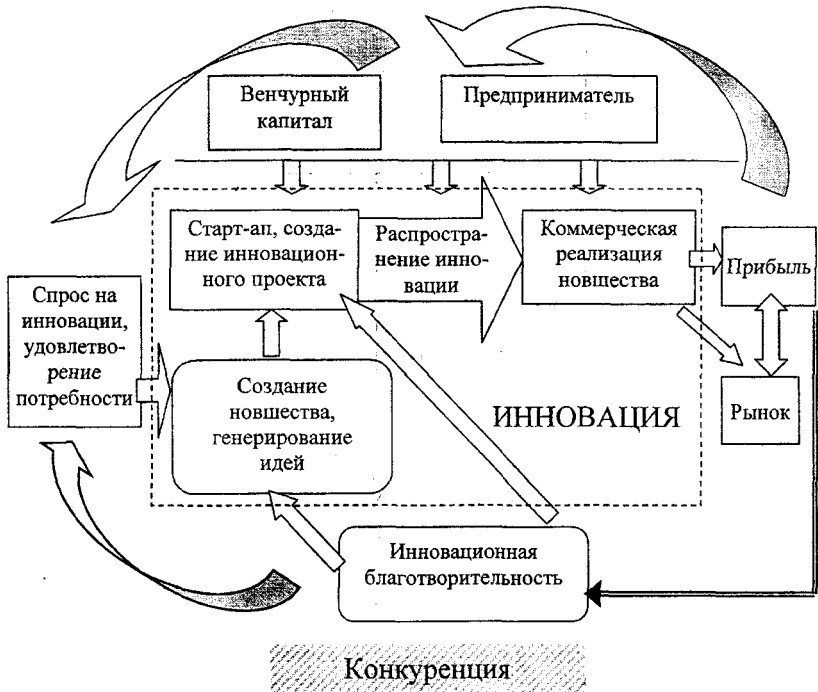 Венчурный
капитал
Предприниматель
Старт-ап, созда-
ние инновацион-
ного проекта
Распростра-
нение инно-
вации
Коммерческая
реализация
новшества
Прибыль
Спрос на
инновации,
удовлетво-
рение
потребности
Создание
новшества,
генерирование
идей
ИННОВАЦИЯ
Рынок
Инновационная
благотворительность
Конкуренция